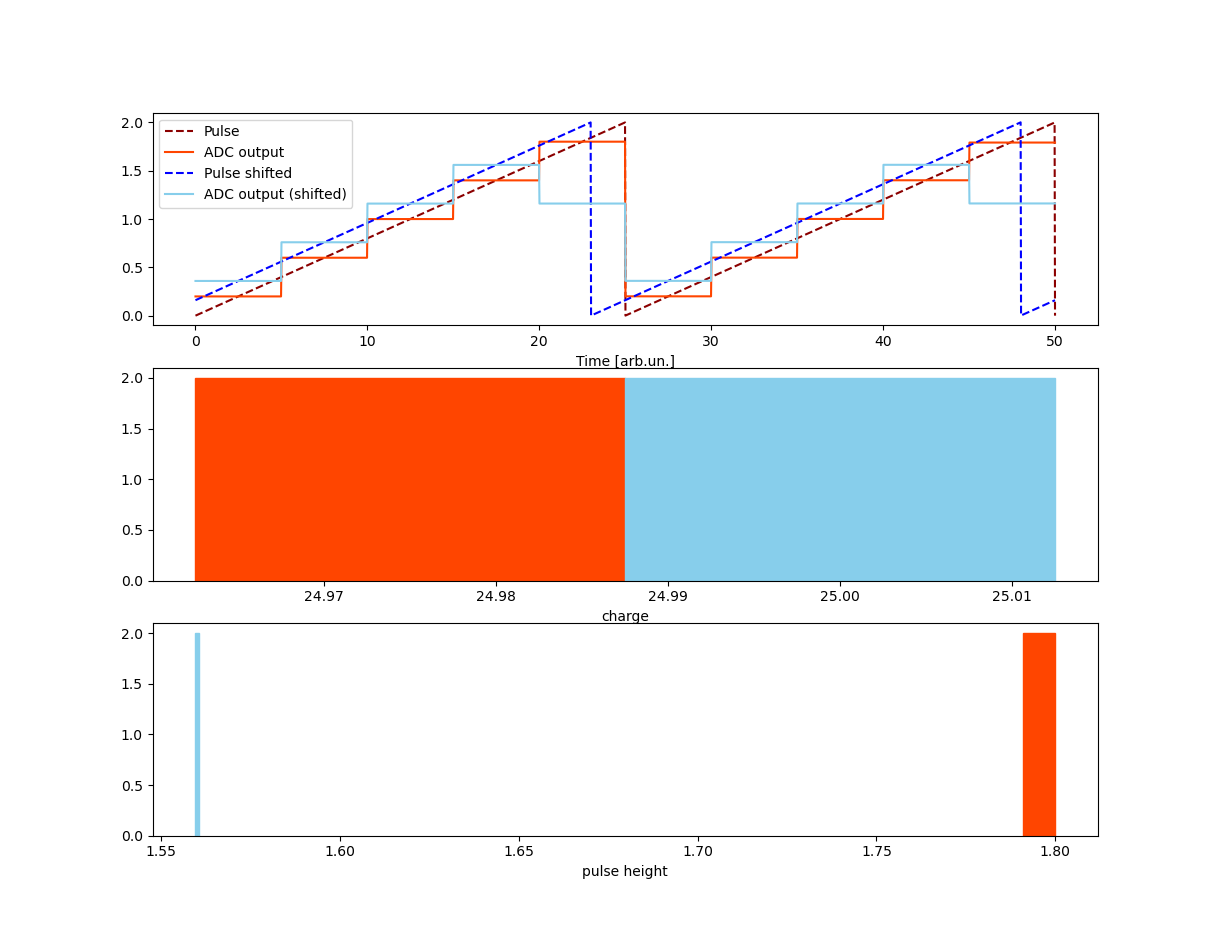 2.0
1.5
1.0
0.5
0.0
Pulse
ADC output
Pulse shifted
ADC output (shifted)
0 10 20 30 40 50
Time [arb.un.]
2.0
1.5
1.0
0.5
0.0
24.97 24.98 24.99 25.00 25.01
charge
2.0
1.5
1.0
0.5
0.0
1.55 1.60 1.65 1.70 1.75 1.80
pulse height